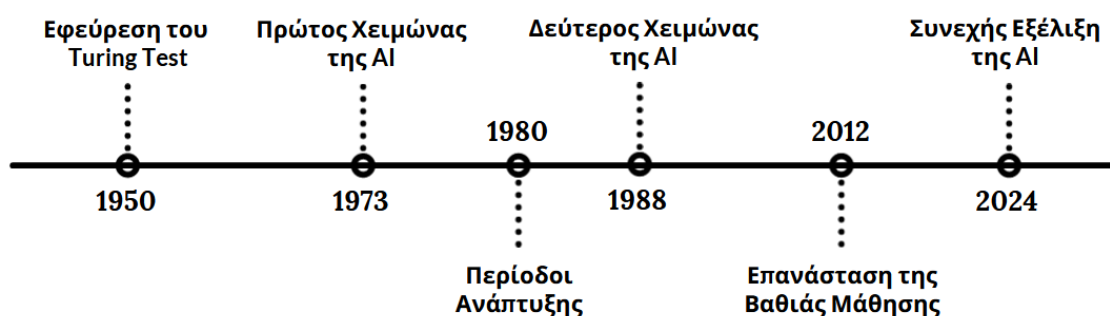 Εφεύρεση του
Turing Test
Πρώτος Χειμώνας
της AI
Δεύτερος Χειμώνας
της AI
Συνεχής Εξέλιξη
της AI
1980
2012
1950
1973
1988
2024
Περίοδοι
Ανάπτυξης
Επανάσταση της
Βαθιάς Μάθησης